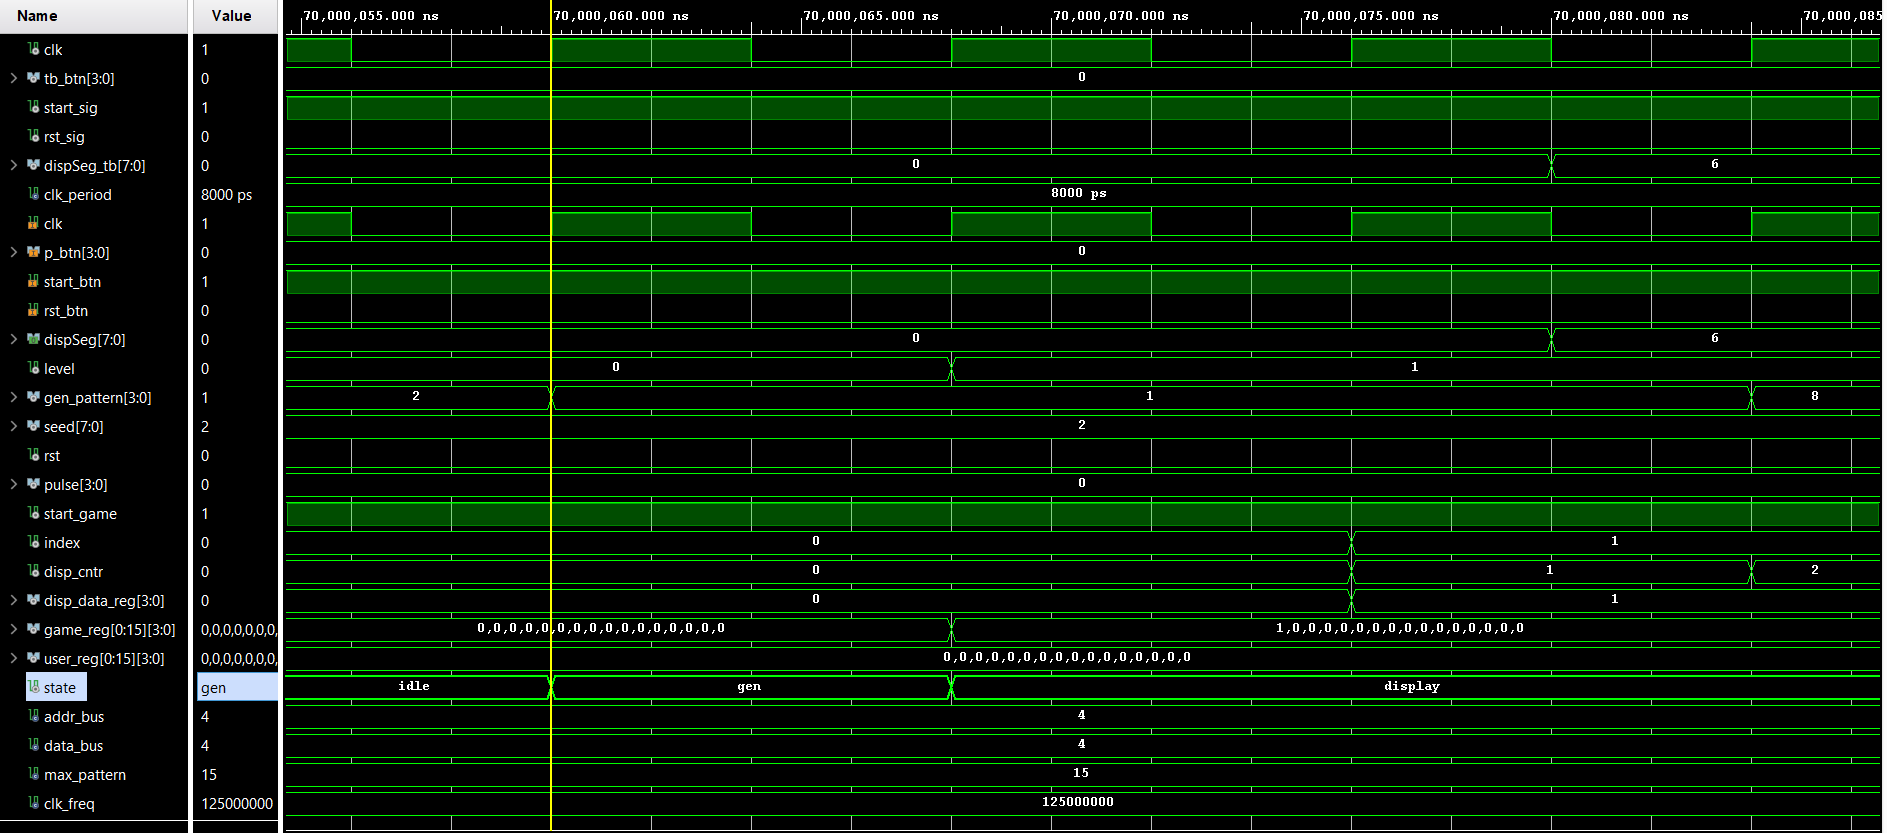 Name Value 70,000,055.000 ns 70,000,060.000 ns 70,000,065.000 ns 70,000,070.000 ns 70,000,075.000 ns 70,000,080.000 ns 70,000,085
clk 1
tb_btn[3:0] 0 0
start_sig 1
rst_sig 0
dispSeg_tb[7:0] 0 0 6
clk_period 8000 ps 8000 ps
clk 1
p_btn[3:0] 0 0
start_btn 1
rst_btn 0
dispSeg[7:0] 0 0 6
level 0 0 1
gen_pattern[3:0] 1 2 1 8
seed[7:0] 2 2
rst 0
pulse[3:0] 0 0
start_game 1
index 0 0 1
disp_cntr 0 0 1 2
disp_data_reg[3:0] 0 0 1
game_reg[0:15][3:0] 0,0,0,0,0,0,0, 0,0,0,0,0,0,0,0,0,0,0,0,0,0,0,0 1,0,0,0,0,0,0,0,0,0,0,0,0,0,0,0
user_reg[0:15][3:0] 0,0,0,0,0,0,0, 0,0,0,0,0,0,0,0,0,0,0,0,0,0,0,0
state gen idle gen display
addr_bus 4 4
data_bus 4 4
max_pattern 15 15
clk_freq 125000000 125000000